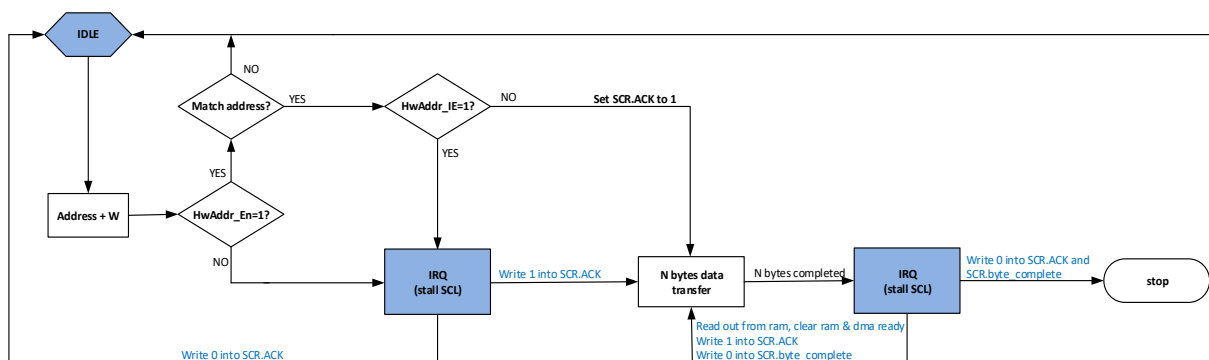 IDLE
NO
Match address?
YES
HwAddr_IE=1?
NO
Set SCR.ACK to 1
YES
YES
Address + W
HwAddr_En=1?
NO
IRQ
(stall SCL)
Write 1 into SCR.ACK
N bytes data
transfer
N bytes completed
IRQ
(stall SCL)
Write 0 into SCR.ACK and
SCR.byte_complete
stop
Read out from ram, clear ram & dma ready
Write 1 into SCR.ACK
Write 0 into SCR.byte_complete
Write 0 into SCR.ACK